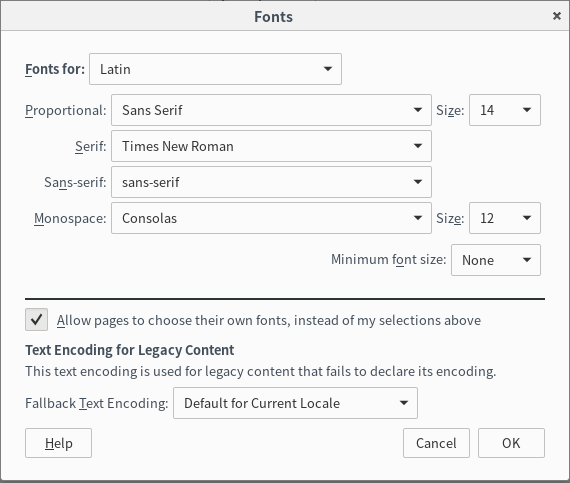 Fonts
Fonts for: Latin
Proportional: Sans Serif Size: 14
Serif: Times New Roman
Sans-serif: sans-serif
Monospace: Consolas Size: 12
Minimum font size: None
Allow pages to choose their own fonts, instead of my selections above
Text Encoding for Legacy Content
This text encoding is used for legacy content that fails to declare its encoding.
Fallback Text Encoding: Default for Current Locale
Help Cancel OK